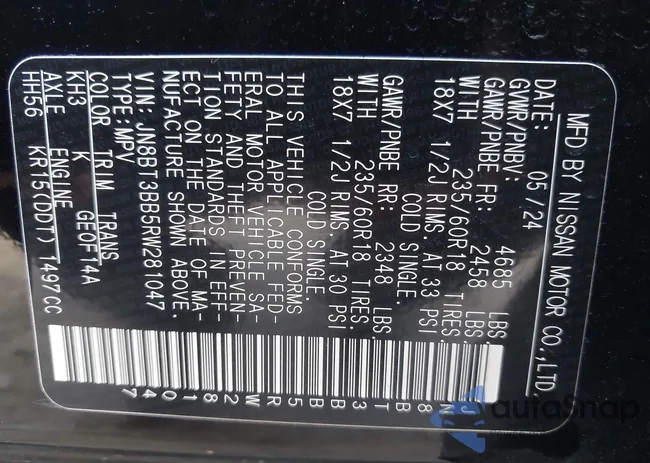 MFD BY NISSAN MOTOR CO.,LTD.
05/24
GVWR/PNBV: 4685 LBS.
GAWR/PNBE FR: 2458 LBS.
WITH 235/60R18 TIRES.
18X7 1/2J RIMS. AT 33 PSI
COLD SINGLE.
GAWR/PNBE RR: 2348 LBS.
WITH 235/60R18 TIRES
18X7 1/2J RIMS. AT 30 PSI
COLD SINGLE.
THIS VEHICLE CONFORMS
TO ALL APPLICABLE FED-
ERAL MOTOR VEHICLE SA-
FETY AND THEFT PREVEN-
TION STANDARDS IN EFF-
ECT ON THE DATE OF MA-
NUFACTURE SHOWN ABOVE.
VIN:JN8BT3BB5RW281047
TYPE:MPV
COLOR TRIM TRANS
KH3 K GE0F14A
AXLE ENGINE
HH56 KR15(DDT)1497CC
JN8BT3BB5RW281047
autoSnap